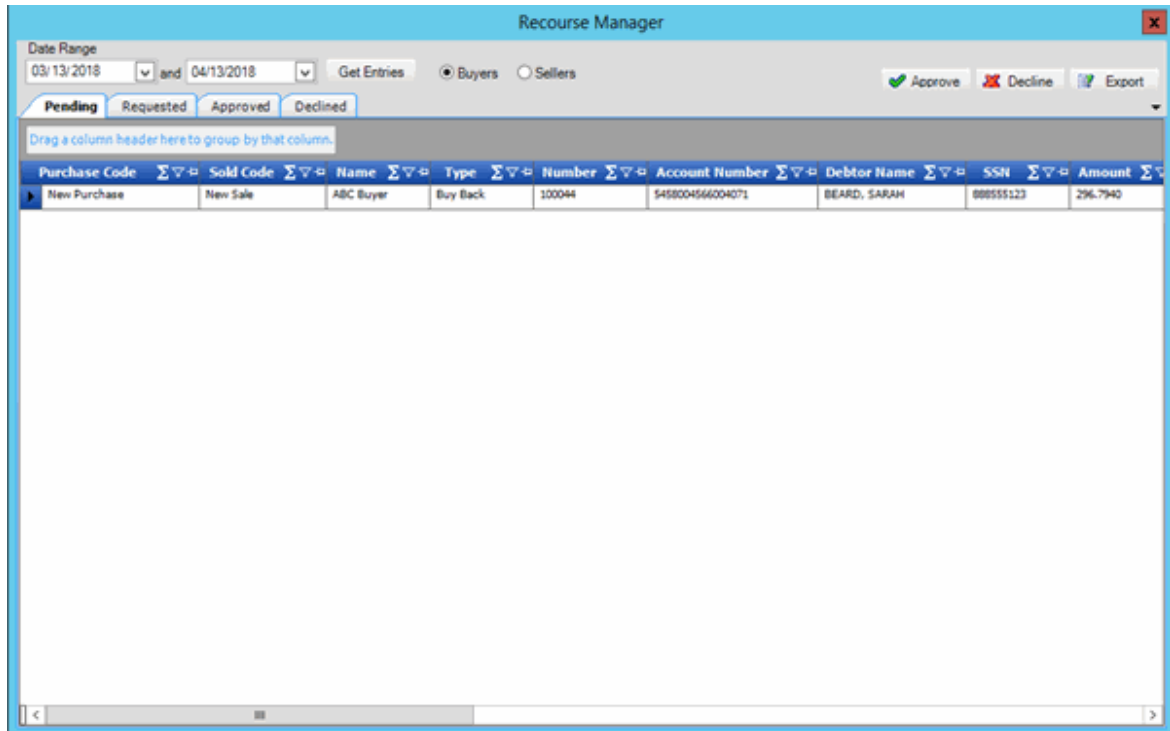 Recourse Manager
Date Range
03/13/2018 and 04/13/2018 Get Entries Buyers Sellers Approve Decline Export
Pending Requested Approved Declined
Drag a column header here to group by that column.
Purchase Code Sold Code Name Type Number Account Number Debtor Name SSN Amount
New Purchase New Sale ABC Buyer Buy Back 100044 5458004566004071 BEARD, SARAH 888555123 296.7940